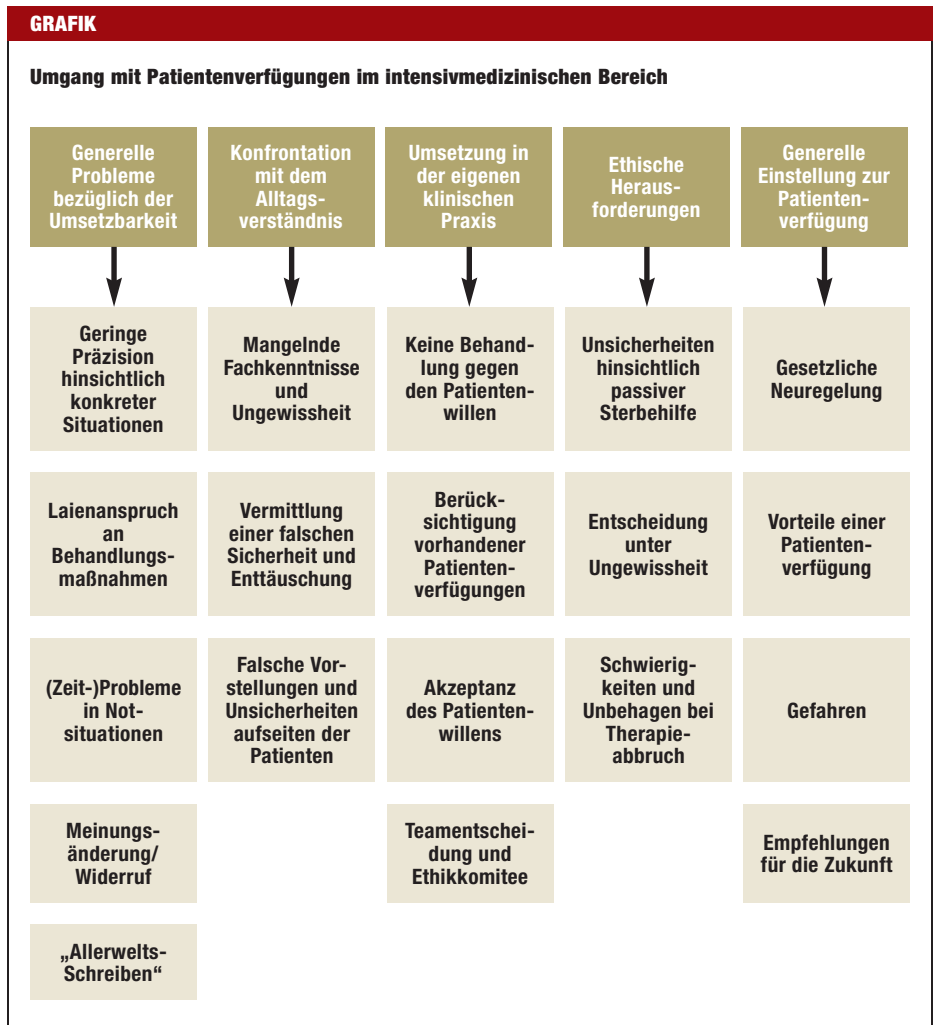 GRAFIK
Umgang mit Patientenverfügungen im intensivmedizinischen Bereich
Generelle
Probleme
bezüglich der
Umsetzbarkeit
Geringe
Präzision
hinsichtlich
konkreter
Situationen
Laienanspruch
an
Behandlungs-
maßnahmen
(Zeit-)Probleme
in Not-
situationen
Meinungs-
änderung/
Widerruf
„Allerwelts-
Schreiben“
Konfrontation
mit dem
Alltags-
verständnis
Mangelnde
Fachkenntnisse
und
Ungewissheit
Vermittlung
einer falschen
Sicherheit und
Enttäuschung
Falsche Vor-
stellungen und
Unsicherheiten
aufseiten der
Patienten
Umsetzung in
der eigenen
klinischen
Praxis
Keine Behand-
lung gegen
den Patienten-
willen
Berück-
sichtigung
vorhandener
Patienten-
verfügungen
Akzeptanz
des Patienten-
willens
Teamentschei-
dung und
Ethikkomitee
Ethische
Heraus-
forderungen
Unsicherheiten
hinsichtlich
passiver
Sterbehilfe
Entscheidung
unter
Ungewissheit
Schwierig-
keiten und
Unbehagen bei
Therapie-
abbruch
Generelle
Einstellung zur
Patienten-
verfügung
Gesetzliche
Neuregelung
Vorteile einer
Patienten-
verfügung
Gefahren
Empfehlungen
für die Zukunft